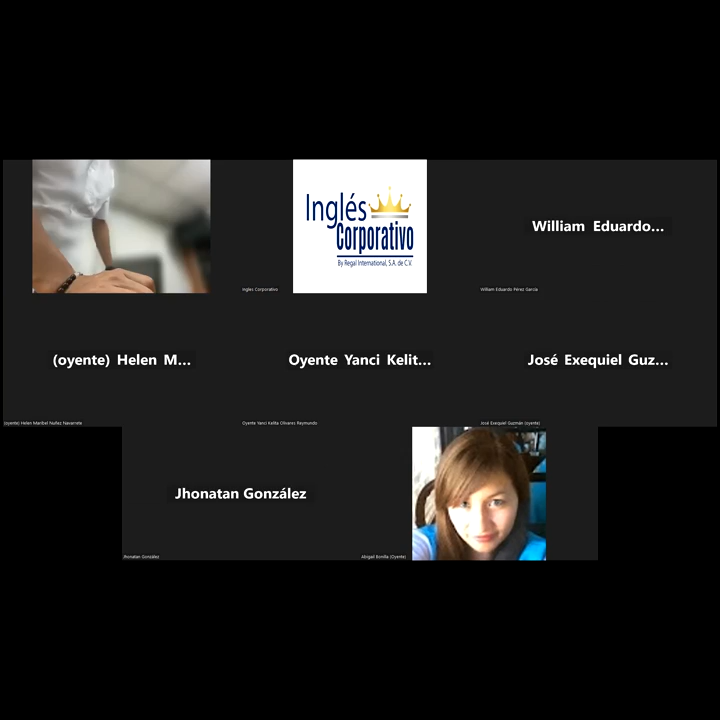 Inglés
Corporativo
By Regal International, S.A. de C.V.
Ingles Corporativo
William Eduardo...
William Eduardo Pérez García
(oyente) Helen M...
(oyente) Helen Maribel Nuñez Navarrete
Oyente Yanci Kelit...
Oyente Yanci Kelita Olivares Raymundo
José Exequiel Guz...
José Exequiel Guzmán (oyente)
Jhonatan González
Jhonatan González
Abigail Bonilla (Oyente)